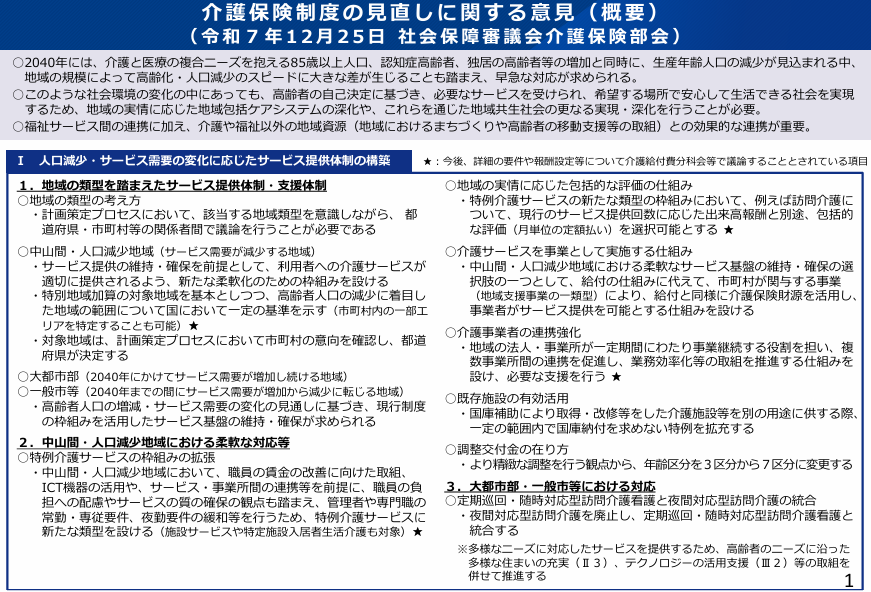 介護保険制度の見直しに関する意見（概要）
（令和７年12月25日 社会保障審議会介護保険部会）
○2040年には、介護と医療の複合ニーズを抱える85歳以上人口、認知症高齢者、独居の高齢者等の増加と同時に、生産年齢人口の減少が見込まれる中、
地域の規模によって高齢化・人口減少のスピードに大きな差が生じることも踏まえ、早急な対応が求められる。
○このような社会環境の変化の中にあっても、高齢者の自己決定に基づき、必要なサービスを受けられ、希望する場所で安心して生活できる社会を実現
するため、地域の実情に応じた地域包括ケアシステムの深化や、これらを通じた地域共生社会の更なる実現・深化を行うことが必要。
○福祉サービス間の連携に加え、介護や福祉以外の地域資源（地域におけるまちづくりや高齢者の移動支援等の取組）との効果的な連携が重要。
Ⅰ 人口減少・サービス需要の変化に応じたサービス提供体制の構築
★：今後、詳細の要件や報酬設定等について介護給付費分科会等で議論することとされている項目
１．地域の類型を踏まえたサービス提供体制・支援体制
○地域の類型の考え方
・計画策定プロセスにおいて、該当する地域類型を意識しながら、 都
道府県・市町村等の関係者間で議論を行うことが必要である
○中山間・人口減少地域（サービス需要が減少する地域）
・サービス提供の維持・確保を前提として、利用者への介護サービスが
適切に提供されるよう、新たな柔軟化のための枠組みを設ける
・特別地域加算の対象地域を基本としつつ、高齢者人口の減少に着目し
た地域の範囲について国において一定の基準を示す（市町村内の一部エ
リアを特定することも可能）★
・対象地域は、計画策定プロセスにおいて市町村の意向を確認し、都道
府県が決定する
○大都市部（2040年にかけてサービス需要が増加し続ける地域）
○一般市等（2040年までの間にサービス需要が増加から減少に転じる地域）
・高齢者人口の増減・サービス需要の変化の見通しに基づき、現行制度
の枠組みを活用したサービス基盤の維持・確保が求められる
２．中山間・人口減少地域における柔軟な対応等
○特例介護サービスの枠組みの拡張
・中山間・人口減少地域において、職員の賃金の改善に向けた取組、
ICT機器の活用や、サービス・事業所間の連携等を前提に、職員の負
担への配慮やサービスの質の確保の観点も踏まえ、管理者や専門職の
常勤・専従要件、夜勤要件の緩和等を行うため、特例介護サービスに
新たな類型を設ける（施設サービスや特定施設入居者生活介護も対象）★
○地域の実情に応じた包括的な評価の仕組み
・特例介護サービスの新たな類型の枠組みにおいて、例えば訪問介護に
ついて、現行のサービス提供回数に応じた出来高報酬と別途、包括的
な評価（月単位の定額払い）を選択可能とする ★
○介護サービスを事業として実施する仕組み
・中山間・人口減少地域における柔軟なサービス基盤の維持・確保の選
択肢の一つとして、給付の仕組みに代えて、市町村が関与する事業
（地域支援事業の一類型）により、給付と同様に介護保険財源を活用し、
事業者がサービス提供を可能とする仕組みを設ける
○介護事業者の連携強化
・地域の法人・事業所が一定期間にわたり事業継続する役割を担い、複
数事業所間の連携を促進し、業務効率化等の取組を推進する仕組みを
設け、必要な支援を行う ★
○既存施設の有効活用
・国庫補助により取得・改修等をした介護施設等を別の用途に供する際、
一定の範囲内で国庫納付を求めない特例を拡充する
○調整交付金の在り方
・より精緻な調整を行う観点から、年齢区分を３区分から７区分に変更する
３．大都市部・一般市等における対応
○定期巡回・随時対応型訪問介護看護と夜間対応型訪問介護の統合
・夜間対応型訪問介護を廃止し、定期巡回・随時対応型訪問介護看護と
統合する
※多様なニーズに対応したサービスを提供するため、高齢者のニーズに沿った
多様な住まいの充実（Ⅱ３）、テクノロジーの活用支援（Ⅲ２）等の取組を
併せて推進する
1